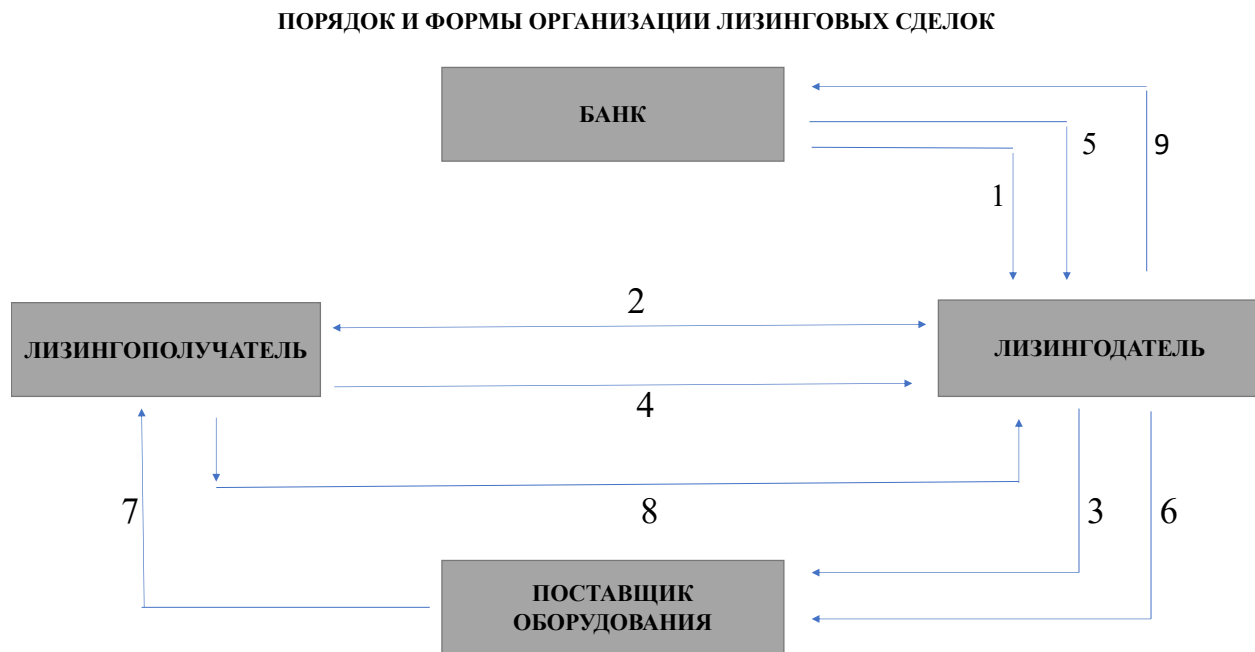 ПОРЯДОК И ФОРМЫ ОРГАНИЗАЦИИ ЛИЗИНГОВЫХ СДЕЛОК
БАНК
5
9
1
2
ЛИЗИНГОПОЛУЧАТЕЛЬ
ЛИЗИНГОДАТЕЛЬ
4
7
8
3
6
ПОСТАВЩИК
ОБОРУДОВАНИЯ